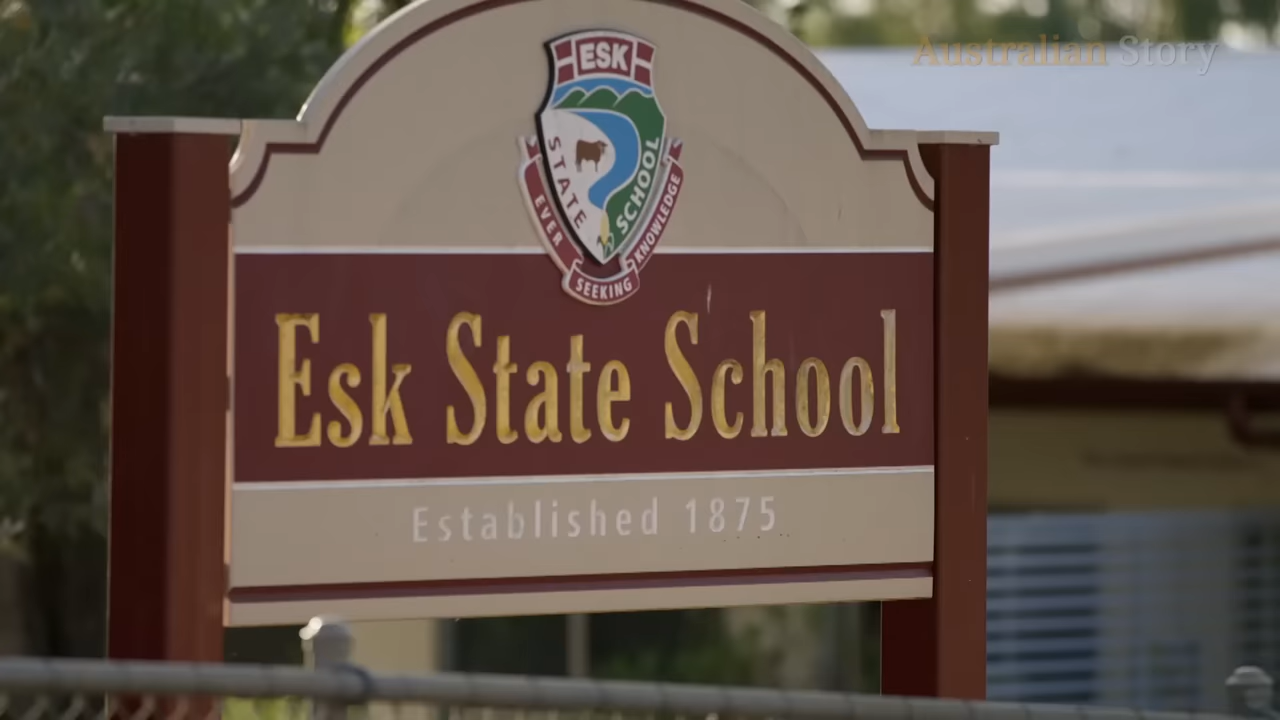 Australian Story
ESK
STATE
SCHOOL
EVER
SEEKING
KNOWLEDGE
Esk State School
Established 1875